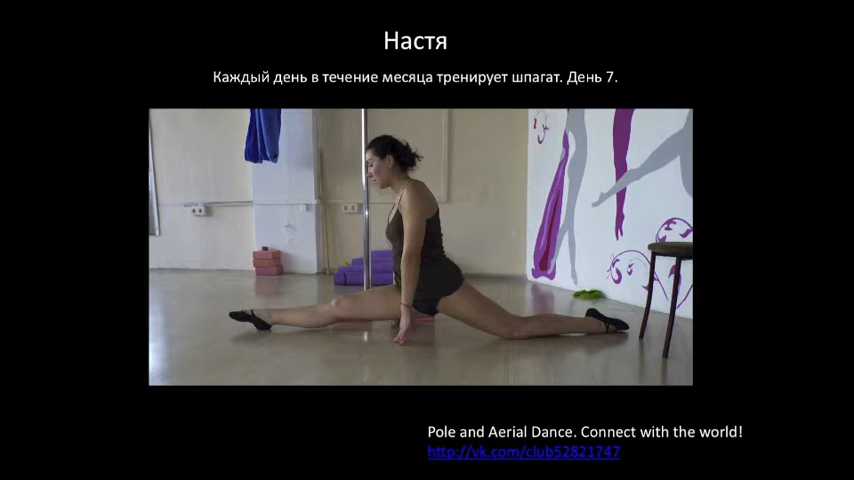 Настя
Каждый день в течение месяца тренирует шпагат. День 7.
Pole and Aerial Dance. Connect with the world!
http://vk.com/club52821747